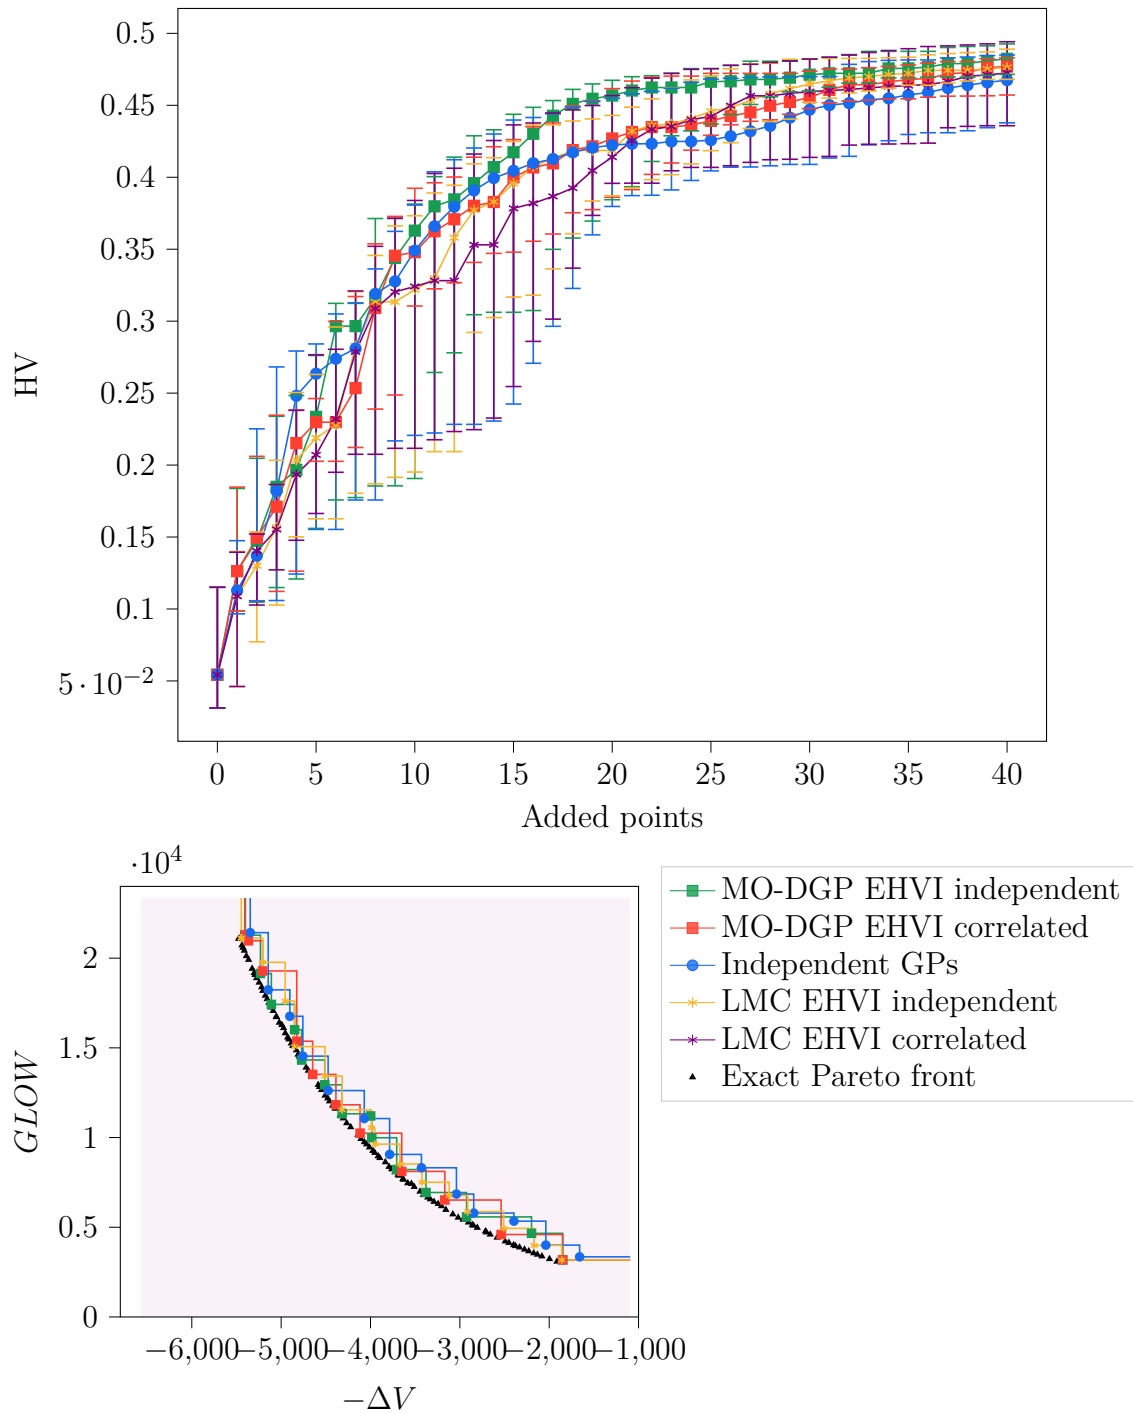 0.5
0.45
0.4
0.35
0.3
HV
0.25
0.2
0.15
0.1
5·10⁻²
0 5 10 15 20 25 30 35 40
Added points
·10⁴
MO-DGP EHVI independent
MO-DGP EHVI correlated
Independent GPs
LMC EHVI independent
LMC EHVI correlated
Exact Pareto front
2
1.5
GLOW
1
0.5
0
−6,000 −5,000 −4,000 −3,000 −2,000 −1,000
−ΔV